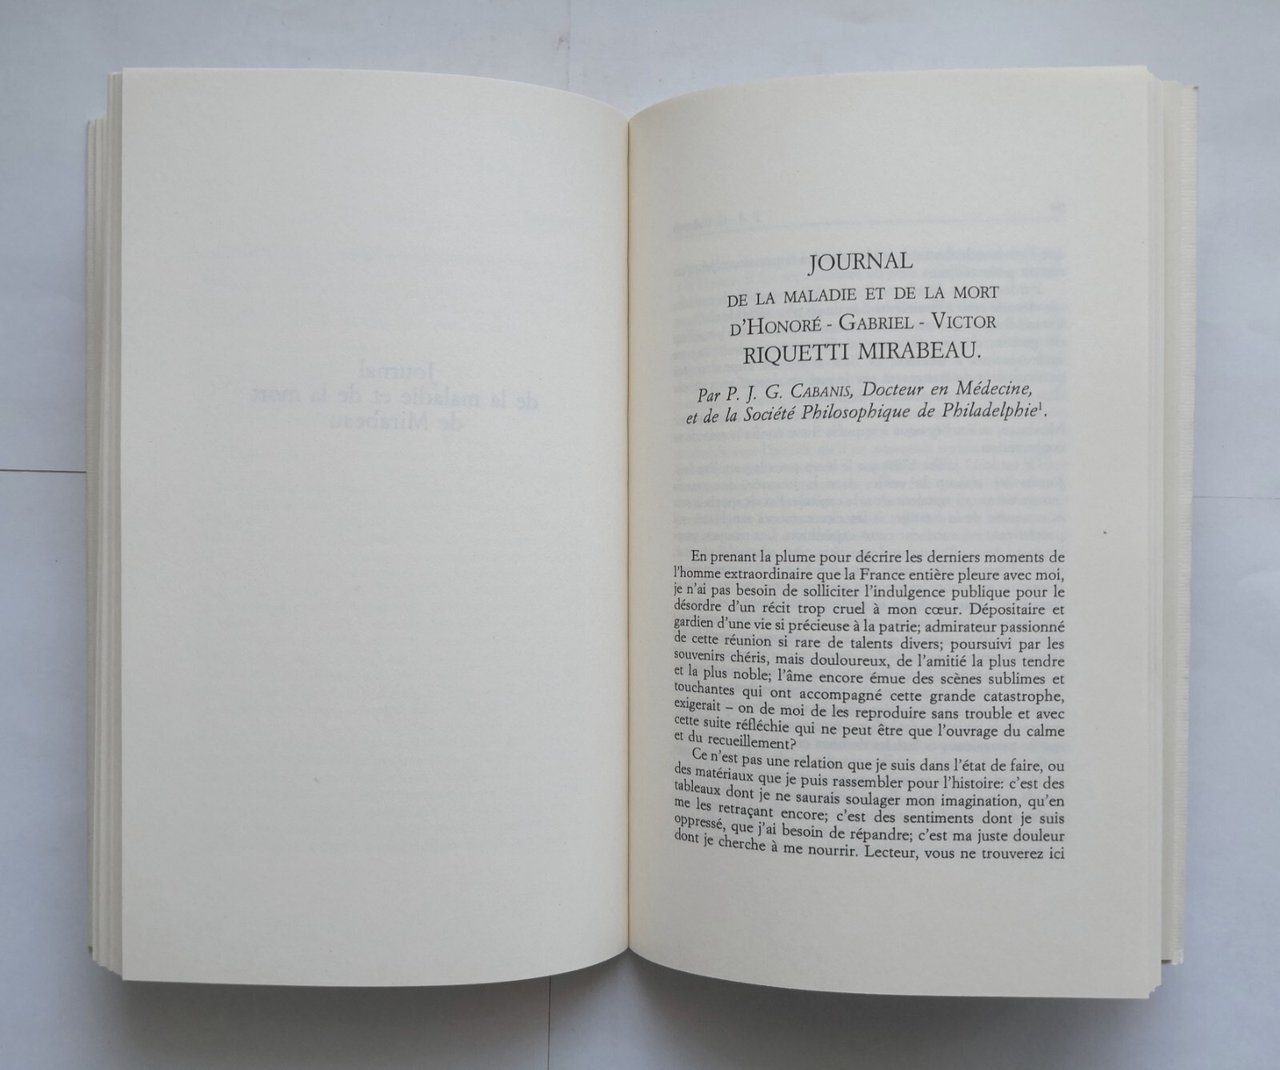 Journal
de la maladie et de la mort
de Mirabeau
JOURNAL
DE LA MALADIE ET DE LA MORT
D'HONORÉ - GABRIEL - VICTOR
RIQUETTI MIRABEAU.
Par P. J. G. CABANIS, Docteur en Médecine,
et de la Société Philosophique de Philadelphie¹.
En prenant la plume pour décrire les derniers moments de
l'homme extraordinaire que la France entière pleure avec moi,
je n'ai pas besoin de solliciter l'indulgence publique pour le
désordre d'un récit trop cruel à mon cœur. Dépositaire et
gardien d'une vie si précieuse à la patrie; admirateur passionné
de cette réunion si rare de talents divers; poursuivi par les
souvenirs chéris, mais douloureux, de l'amitié la plus tendre
et la plus noble; l'âme encore émue des scènes sublimes et
touchantes qui ont accompagné cette grande catastrophe,
exigerait – on de moi de les reproduire sans trouble et avec
cette suite réfléchie qui ne peut être que l'ouvrage du calme
et du recueillement?
Ce n'est pas une relation que je suis dans l'état de faire, ou
des matériaux que je puis rassembler pour l'histoire: c'est des
tableaux dont je ne saurais soulager mon imagination, qu'en
me les retraçant encore; c'est des sentiments dont je suis
oppressé, que j'ai besoin de répandre; c'est ma juste douleur
dont je cherche à me nourrir. Lecteur, vous ne trouverez ici